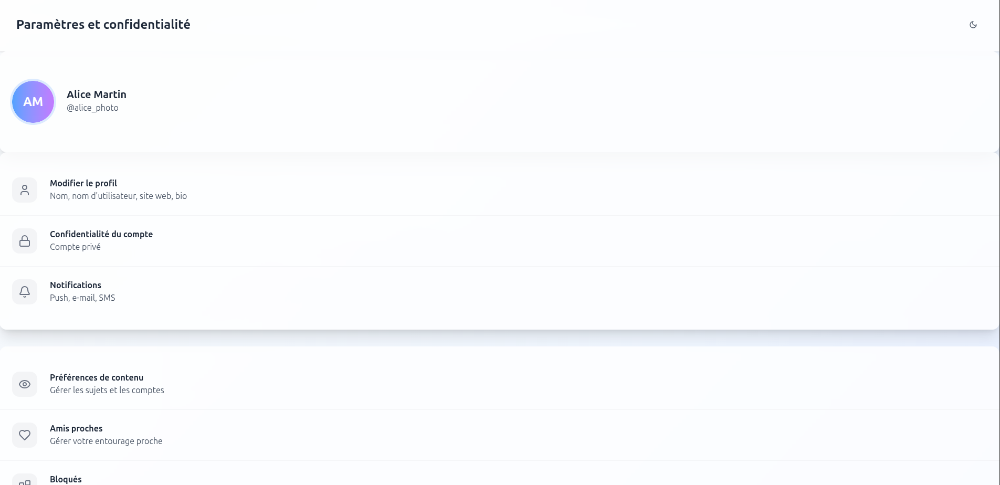 Paramètres et confidentialité
AM
Alice Martin
@alice_photo
Modifier le profil
Nom, nom d'utilisateur, site web, bio
Confidentialité du compte
Compte privé
Notifications
Push, e-mail, SMS
Préférences de contenu
Gérer les sujets et les comptes
Amis proches
Gérer votre entourage proche
Bloqués